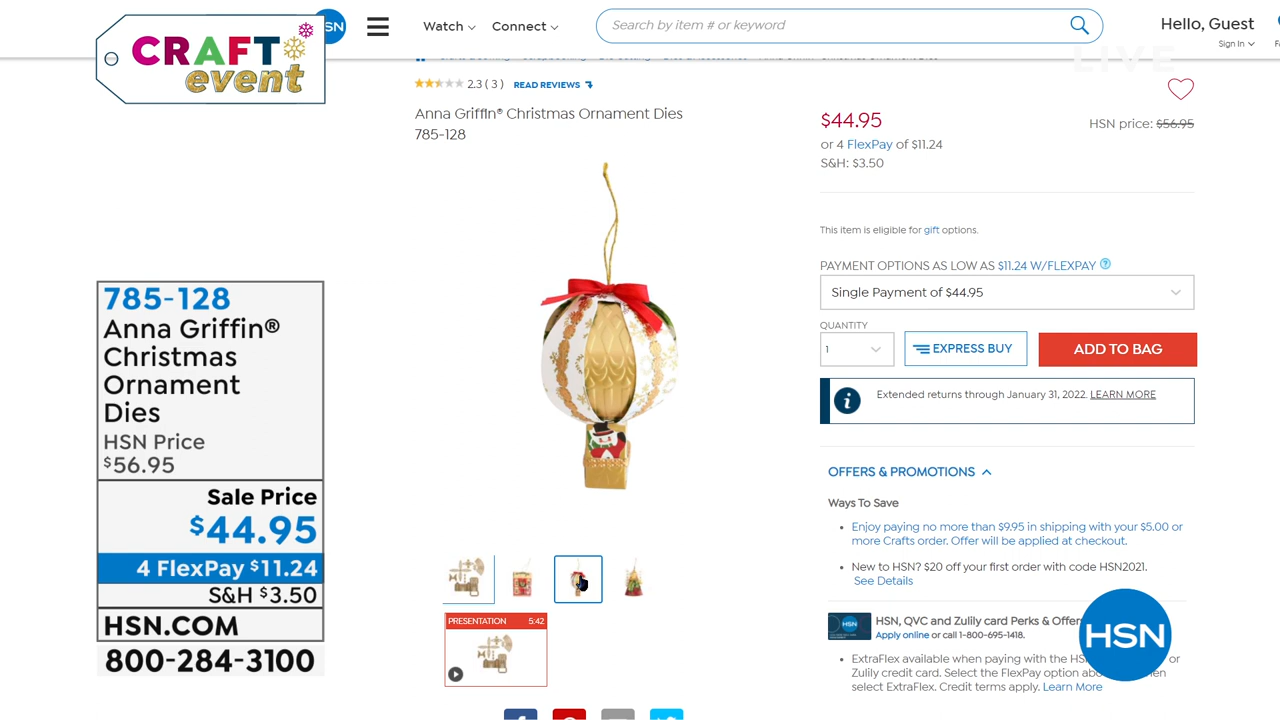 CRAFT
event
HSN
Watch
Connect
Search by item # or keyword
Hello, Guest
Sign In
LIVE
2.3 ( 3 ) READ REVIEWS
Anna Griffin® Christmas Ornament Dies
785-128
$44.95
HSN price: $56.95
or 4 FlexPay of $11.24
S&H: $3.50
This item is eligible for gift options.
PAYMENT OPTIONS AS LOW AS $11.24 W/FLEXPAY ?
Single Payment of $44.95
QUANTITY
1
EXPRESS BUY
ADD TO BAG
i
Extended returns through January 31, 2022. LEARN MORE
OFFERS & PROMOTIONS
Ways To Save
• Enjoy paying no more than $9.95 in shipping with your $5.00 or
more Crafts order. Offer will be applied at checkout.
• New to HSN? $20 off your first order with code HSN2021.
See Details
HSN
HSN, QVC and Zulily card Perks & Offers
Apply online or call 1-800-695-1418.
• ExtraFlex available when paying with the HS or
Zulily credit card. Select the FlexPay option abo en
select ExtraFlex. Credit terms apply. Learn More
HSN
PRESENTATION 5:42
785-128
Anna Griffin®
Christmas
Ornament
Dies
HSN Price
$56.95
Sale Price
$44.95
4 FlexPay $11.24
S&H $3.50
HSN.COM
800-284-3100